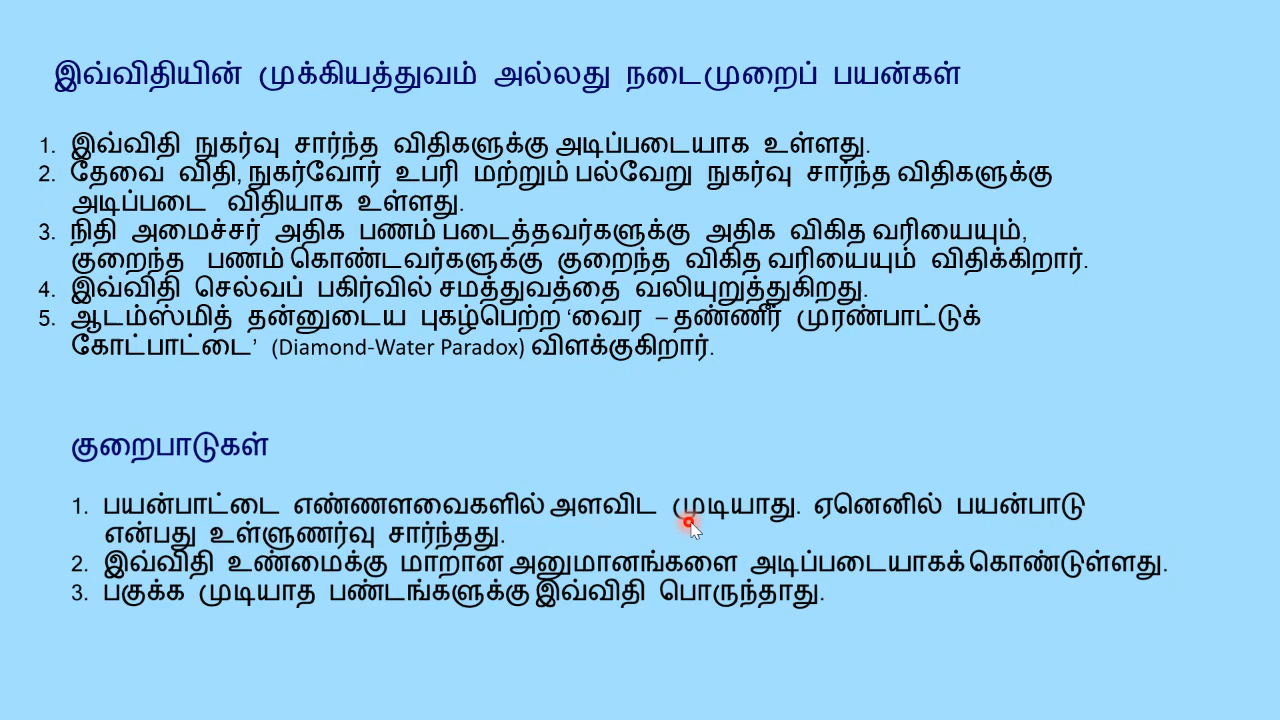 இவ்விதியின் முக்கியத்துவம் அல்லது நடைமுறைப் பயன்கள்
1. இவ்விதி நுகர்வு சார்ந்த விதிகளுக்கு அடிப்படையாக உள்ளது.
2. தேவை விதி, நுகர்வோர் உபரி மற்றும் பல்வேறு நுகர்வு சார்ந்த விதிகளுக்கு
அடிப்படை விதியாக உள்ளது.
3. நிதி அமைச்சர் அதிக பணம் படைத்தவர்களுக்கு அதிக விகித வரியையும்,
குறைந்த பணம் கொண்டவர்களுக்கு குறைந்த விகித வரியையும் விதிக்கிறார்.
4. இவ்விதி செல்வப் பகிர்வில் சமத்துவத்தை வலியுறுத்துகிறது.
5. ஆடம்ஸ்மித் தன்னுடைய புகழ்பெற்ற ‘வைர – தண்ணீர் முரண்பாட்டுக்
கோட்பாட்டை’ (Diamond-Water Paradox) விளக்குகிறார்.
குறைபாடுகள்
1. பயன்பாட்டை எண்ணளவைகளில் அளவிட முடியாது. ஏனெனில் பயன்பாடு
என்பது உள்ளுணர்வு சார்ந்தது.
2. இவ்விதி உண்மைக்கு மாறான அனுமானங்களை அடிப்படையாகக் கொண்டுள்ளது.
3. பகுக்க முடியாத பண்டங்களுக்கு இவ்விதி பொருந்தாது.